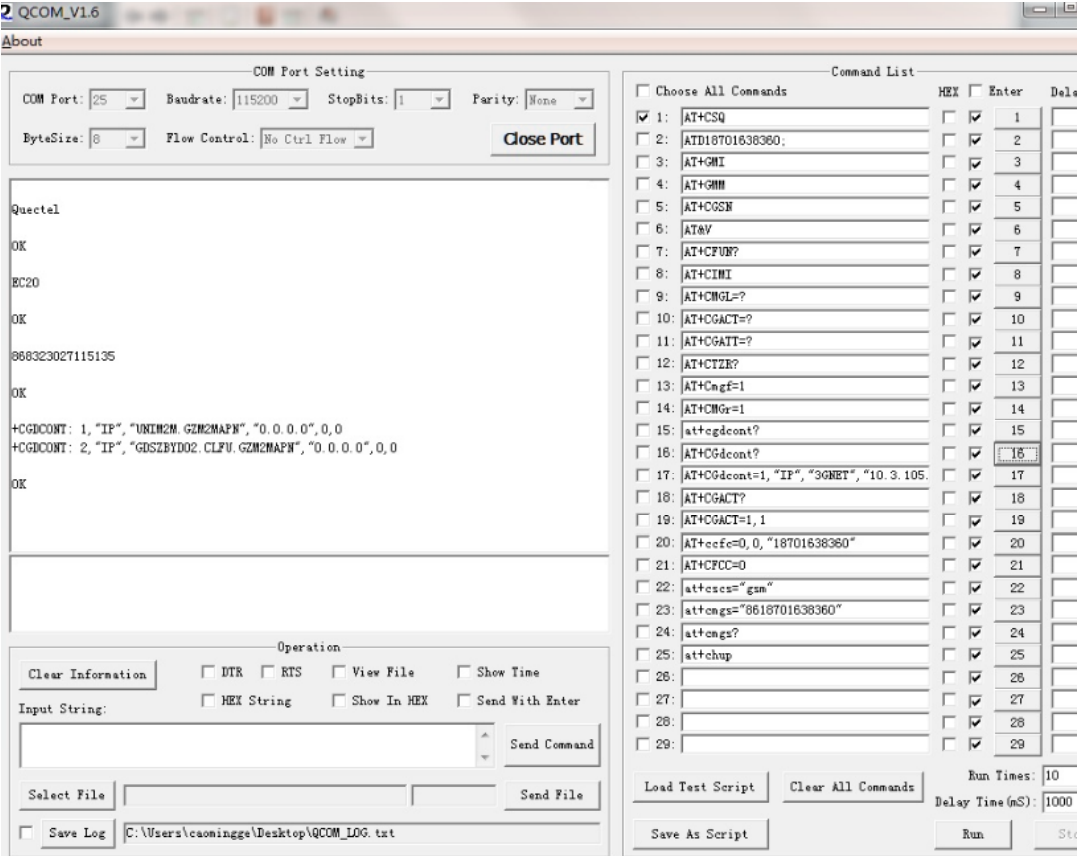 QCOM_V1.6
About
COM Port Setting
COM Port: 25 Baudrate: 115200 StopBits: 1 Parity: None
ByteSize: 8 Flow Control: No Ctrl Flow Close Port
Quectel
OK
EC20
OK
868323027115135
OK
+CGDCONT: 1,"IP","UNIM2M.GZM2MAPN","0.0.0.0",0,0
+CGDCONT: 2,"IP","GDSZBYD02.CLFU.GZM2MAPN","0.0.0.0",0,0
OK
Operation
Clear Information DTR RTS View File Show Time
HEX String Show In HEX Send With Enter
Input String:
Send Command
Select File Send File
Save Log C:\Users\caomingge\Desktop\QCOM_LOG.txt
Command List
Choose All Commands HEX Enter
1: AT+CSQ 1
2: ATD18701638360; 2
3: AT+GMI 3
4: AT+GMM 4
5: AT+CGSN 5
6: AT&V 6
7: AT+CFUN? 7
8: AT+CIMI 8
9: AT+CMGL=? 9
10: AT+CGACT=? 10
11: AT+CGATT=? 11
12: AT+CTZR? 12
13: AT+Cmgf=1 13
14: AT+CMGr=1 14
15: at+cgdcont? 15
16: AT+CGdcont? 16
17: AT+CGdcont=1,"IP","3GNET","10.3.105. 17
18: AT+CGACT? 18
19: AT+CGACT=1,1 19
20: AT+ccfc=0,0,"18701638360" 20
21: AT+CFCC=0 21
22: at+cscs="gsm" 22
23: at+cmgs="8618701638360" 23
24: at+cmgs? 24
25: at+chup 25
26: 26
27: 27
28: 28
29: 29
Load Test Script Clear All Commands Run Times: 10
Delay Time(mS): 1000
Save As Script Run